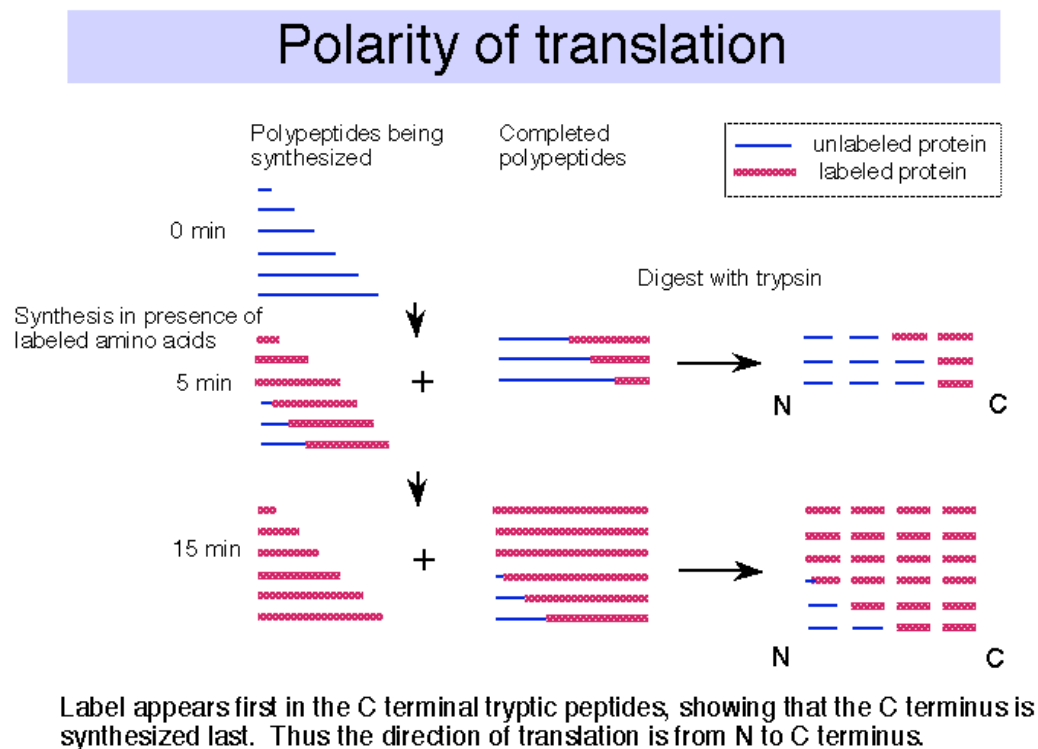 Polarity of translation
Polypeptides being
synthesized
Completed
polypeptides
unlabeled protein
labeled protein
0 min
Digest with trypsin
Synthesis in presence of
labeled amino acids
5 min
+
N
C
15 min
+
N
C
Label appears first in the C terminal tryptic peptides, showing that the C terminus is
synthesized last. Thus the direction of translation is from N to C terminus.